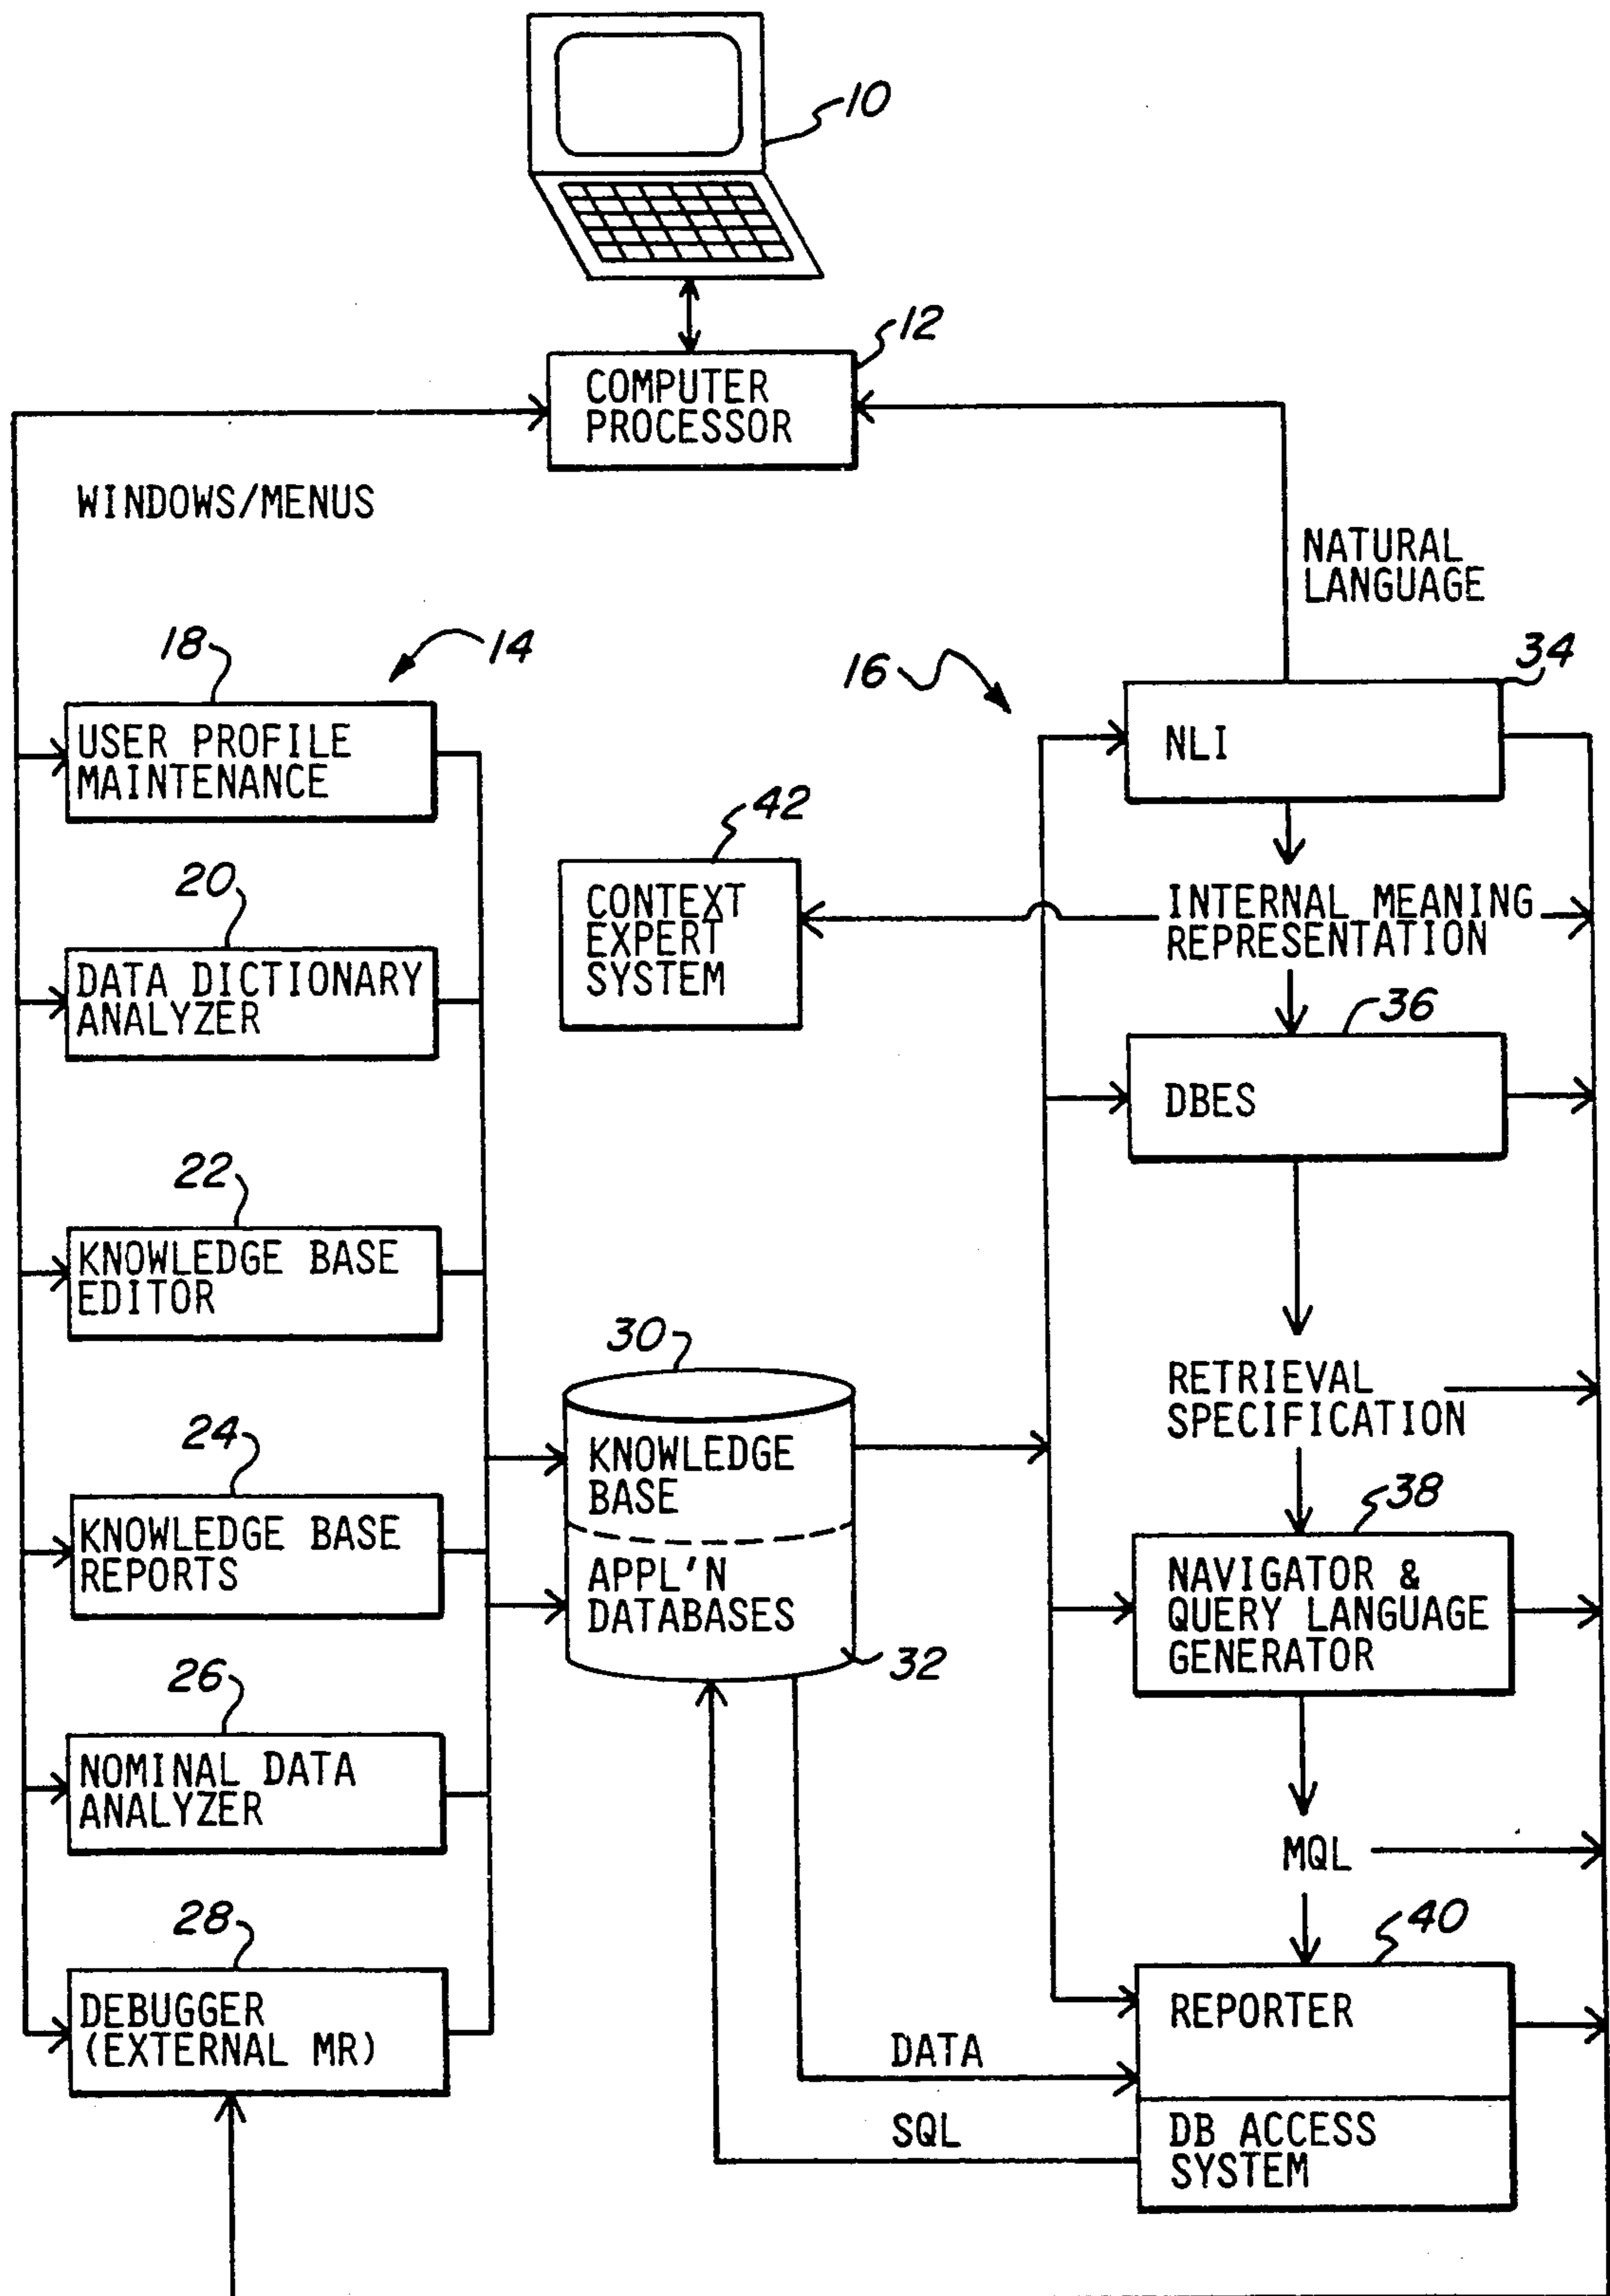 10
12
COMPUTER
PROCESSOR
WINDOWS/MENUS
NATURAL
LANGUAGE
18
14
16
34
USER PROFILE
MAINTENANCE
NLI
42
20
CONTEXT
EXPERT
SYSTEM
INTERNAL MEANING
REPRESENTATION
DATA DICTIONARY
ANALYZER
36
DBES
22
KNOWLEDGE BASE
EDITOR
30
RETRIEVAL
SPECIFICATION
24
KNOWLEDGE
BASE
38
KNOWLEDGE BASE
REPORTS
APPL'N
DATABASES
NAVIGATOR &
QUERY LANGUAGE
GENERATOR
32
26
NOMINAL DATA
ANALYZER
MQL
28
40
DEBUGGER
(EXTERNAL MR)
REPORTER
DATA
SQL
DB ACCESS
SYSTEM